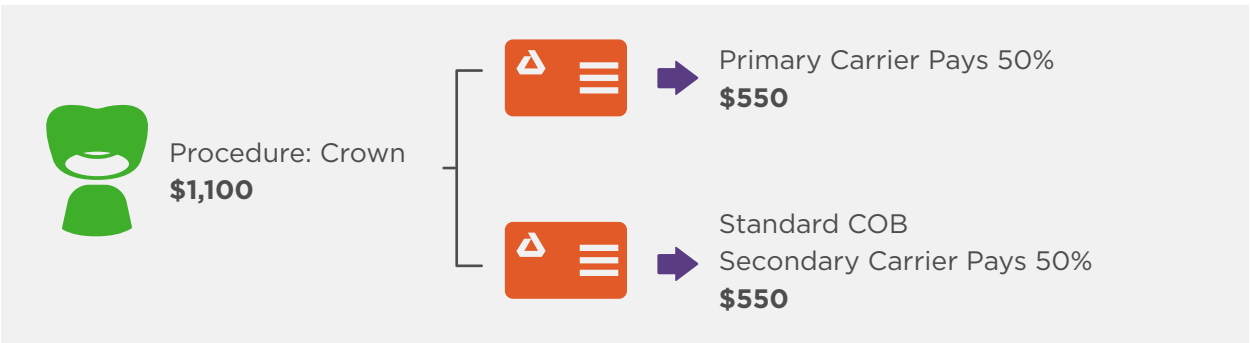 Procedure: Crown
$1,100
Primary Carrier Pays 50%
$550
Standard COB
Secondary Carrier Pays 50%
$550